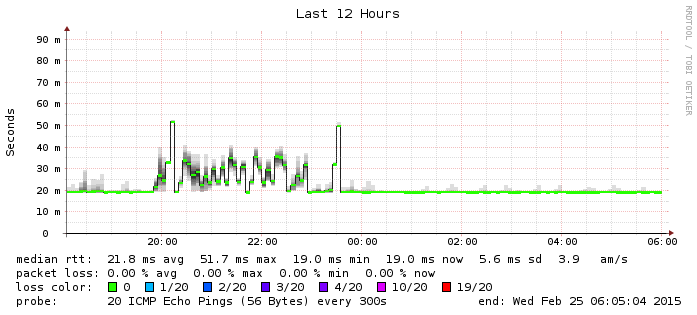 Last 12 Hours
RRDTOOL / TOBI OETIKER
Seconds
90 m
80 m
70 m
60 m
50 m
40 m
30 m
20 m
10 m
0
20:00 22:00 00:00 02:00 04:00 06:00
median rtt: 21.8 ms avg 51.7 ms max 19.0 ms min 19.0 ms now 5.6 ms sd 3.9 am/s
packet loss: 0.00 % avg 0.00 % max 0.00 % min 0.00 % now
loss color: 0 1/20 2/20 3/20 4/20 10/20 19/20
probe: 20 ICMP Echo Pings (56 Bytes) every 300s end: Wed Feb 25 06:05:04 2015